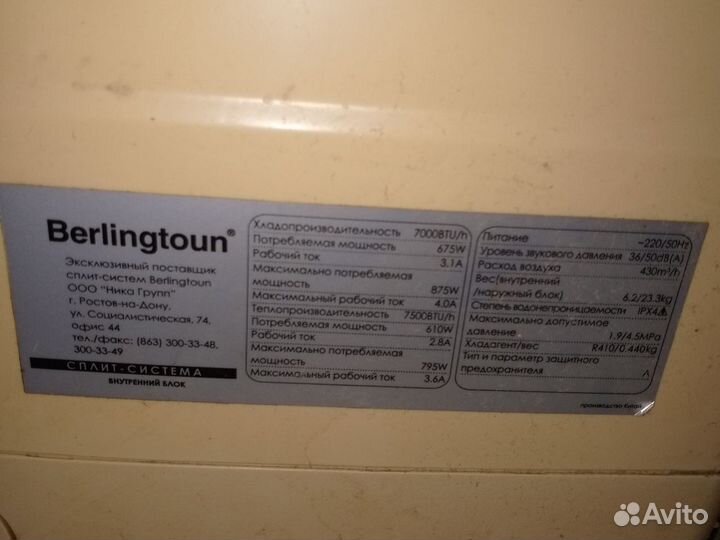 Berlingtoun®
Эксклюзивный поставщик
сплит-систем Berlingtoun
ООО "Ника Групп"
г. Ростов-на-Дону,
ул. Социалистическая, 74,
офис 44
тел./факс: (863) 300-33-48,
300-33-49
СПЛИТ-СИСТЕМА
ВНУТРЕННИЙ БЛОК
Хладопроизводительность 7000BTU/h
Потребляемая мощность 675W
Рабочий ток 3.1A
Максимально потребляемая
мощность 875W
Максимальный рабочий ток 4.0A
Теплопроизводительность 7500BTU/h
Потребляемая мощность 610W
Рабочий ток 2.8A
Максимально потребляемая
мощность 795W
Максимальный рабочий ток 3.6A
Питание ~220/50Hz
Уровень звукового давления 36/50dB(A)
Расход воздуха 430m³/h
Вес(внутренний
/наружный блок) 6.2/23.3kg
Степень водонепроницаемости IPX4
Максимально допустимое
давление 1.9/4.5MPa
Хладагент/вес R410/0.440kg
Тип и параметр защитного
предохранителя
производство Китай
Avito